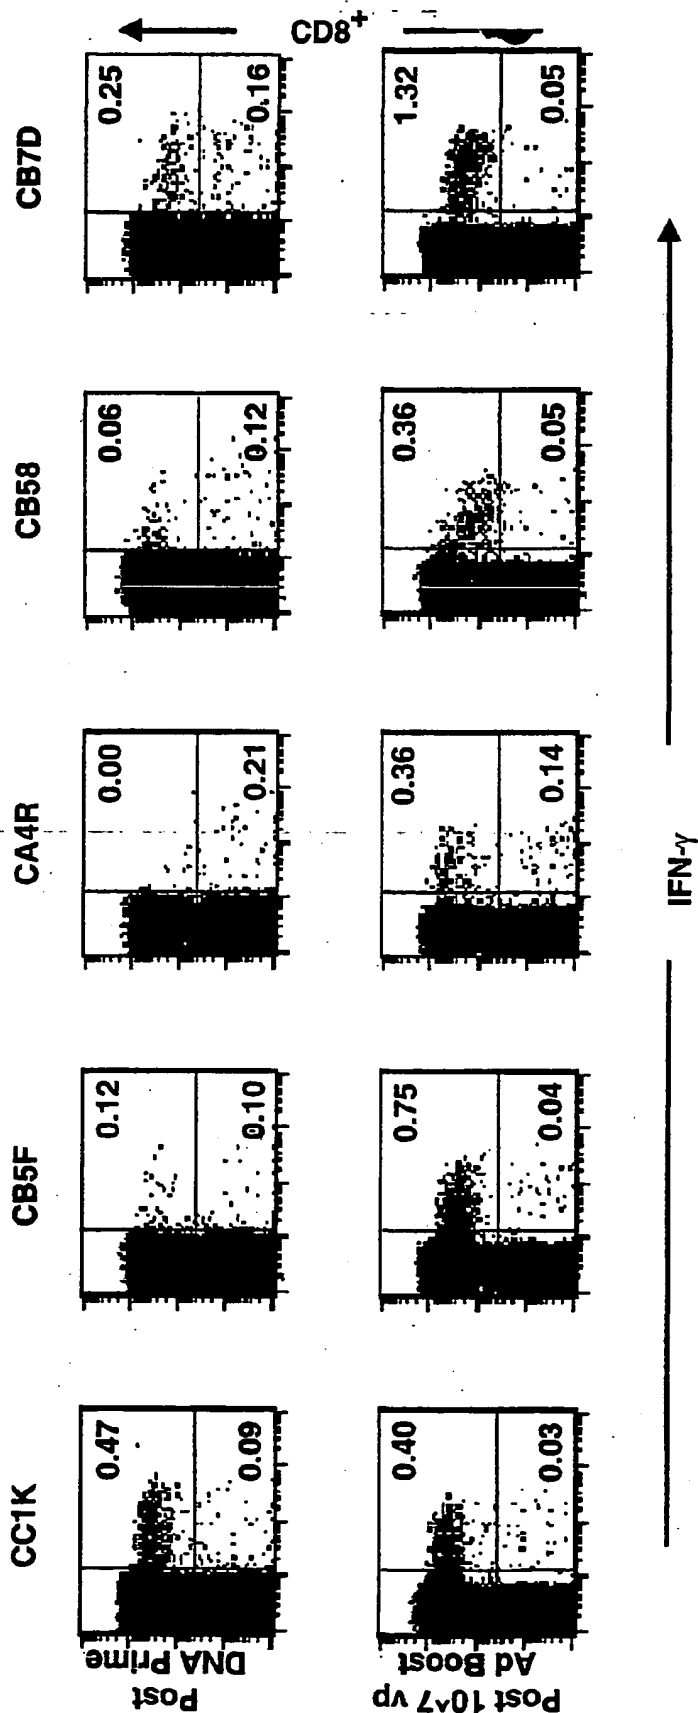 CC1K CB5F CA4R CB58 CB7D
Post
DNA Prime
0.47 0.12 0.00 0.06 0.25
0.09 0.10 0.21 0.12 0.16
CD8+
Post 10^7 vp
Ad Boost
0.40 0.75 0.36 0.36 1.32
0.03 0.04 0.14 0.05 0.05
IFN-γ